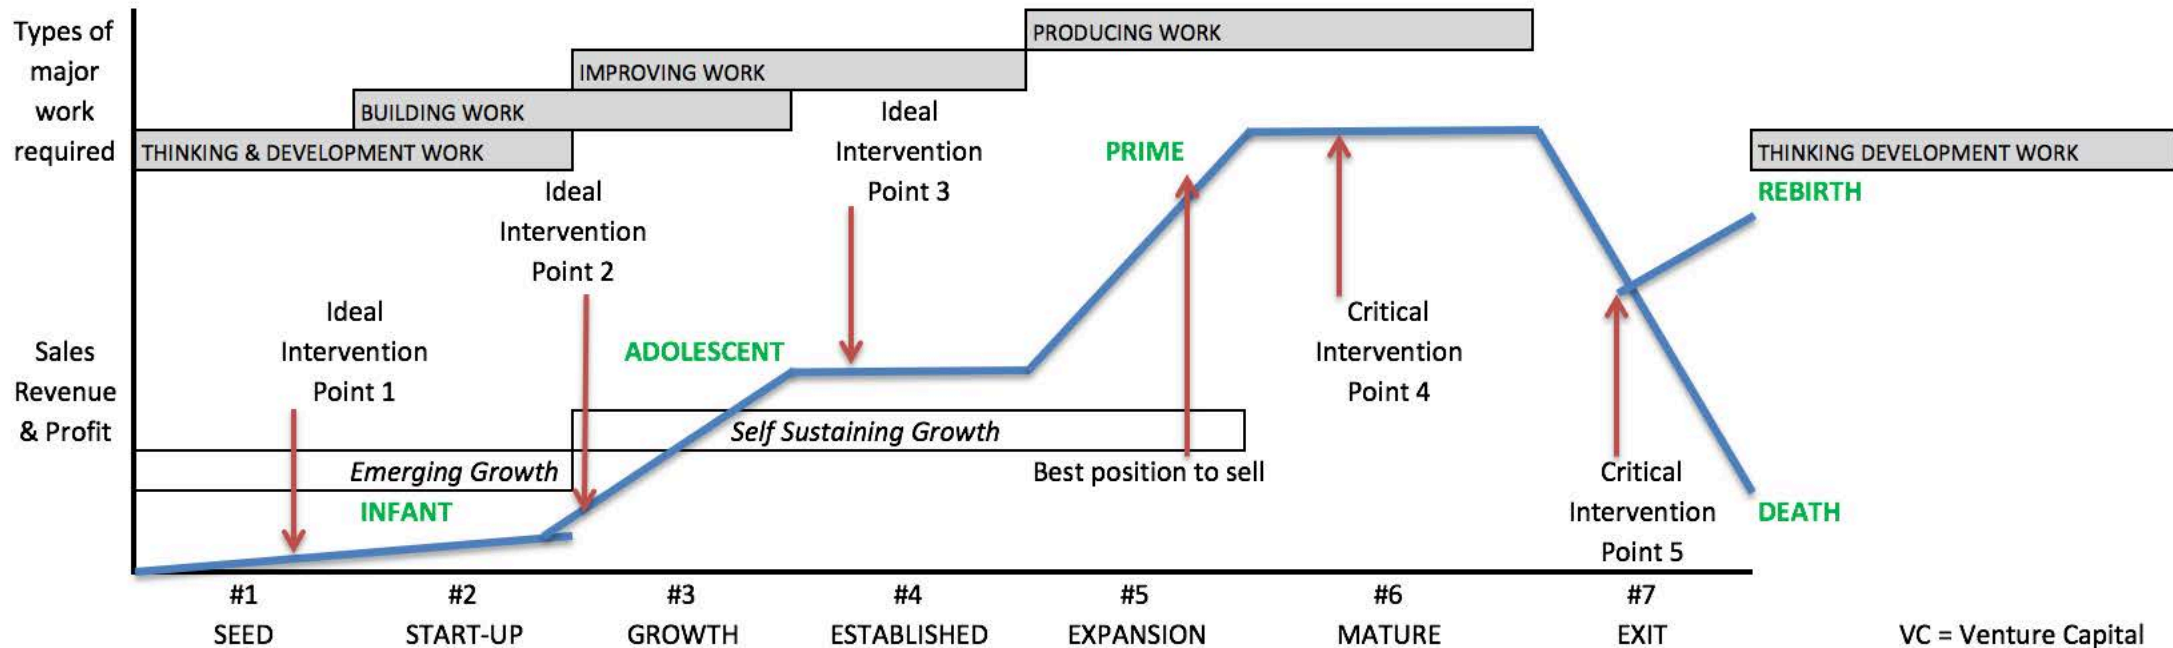 Types of
major
work
required
PRODUCING WORK
IMPROVING WORK
BUILDING WORK
THINKING & DEVELOPMENT WORK
Ideal
Intervention
Point 1
Ideal
Intervention
Point 2
Ideal
Intervention
Point 3
PRIME
THINKING DEVELOPMENT WORK
REBIRTH
Sales
Revenue
& Profit
ADOLESCENT
Critical
Intervention
Point 4
Self Sustaining Growth
Emerging Growth
INFANT
Best position to sell
Critical
Intervention
Point 5
DEATH
#1
SEED
#2
START-UP
#3
GROWTH
#4
ESTABLISHED
#5
EXPANSION
#6
MATURE
#7
EXIT
VC = Venture Capital